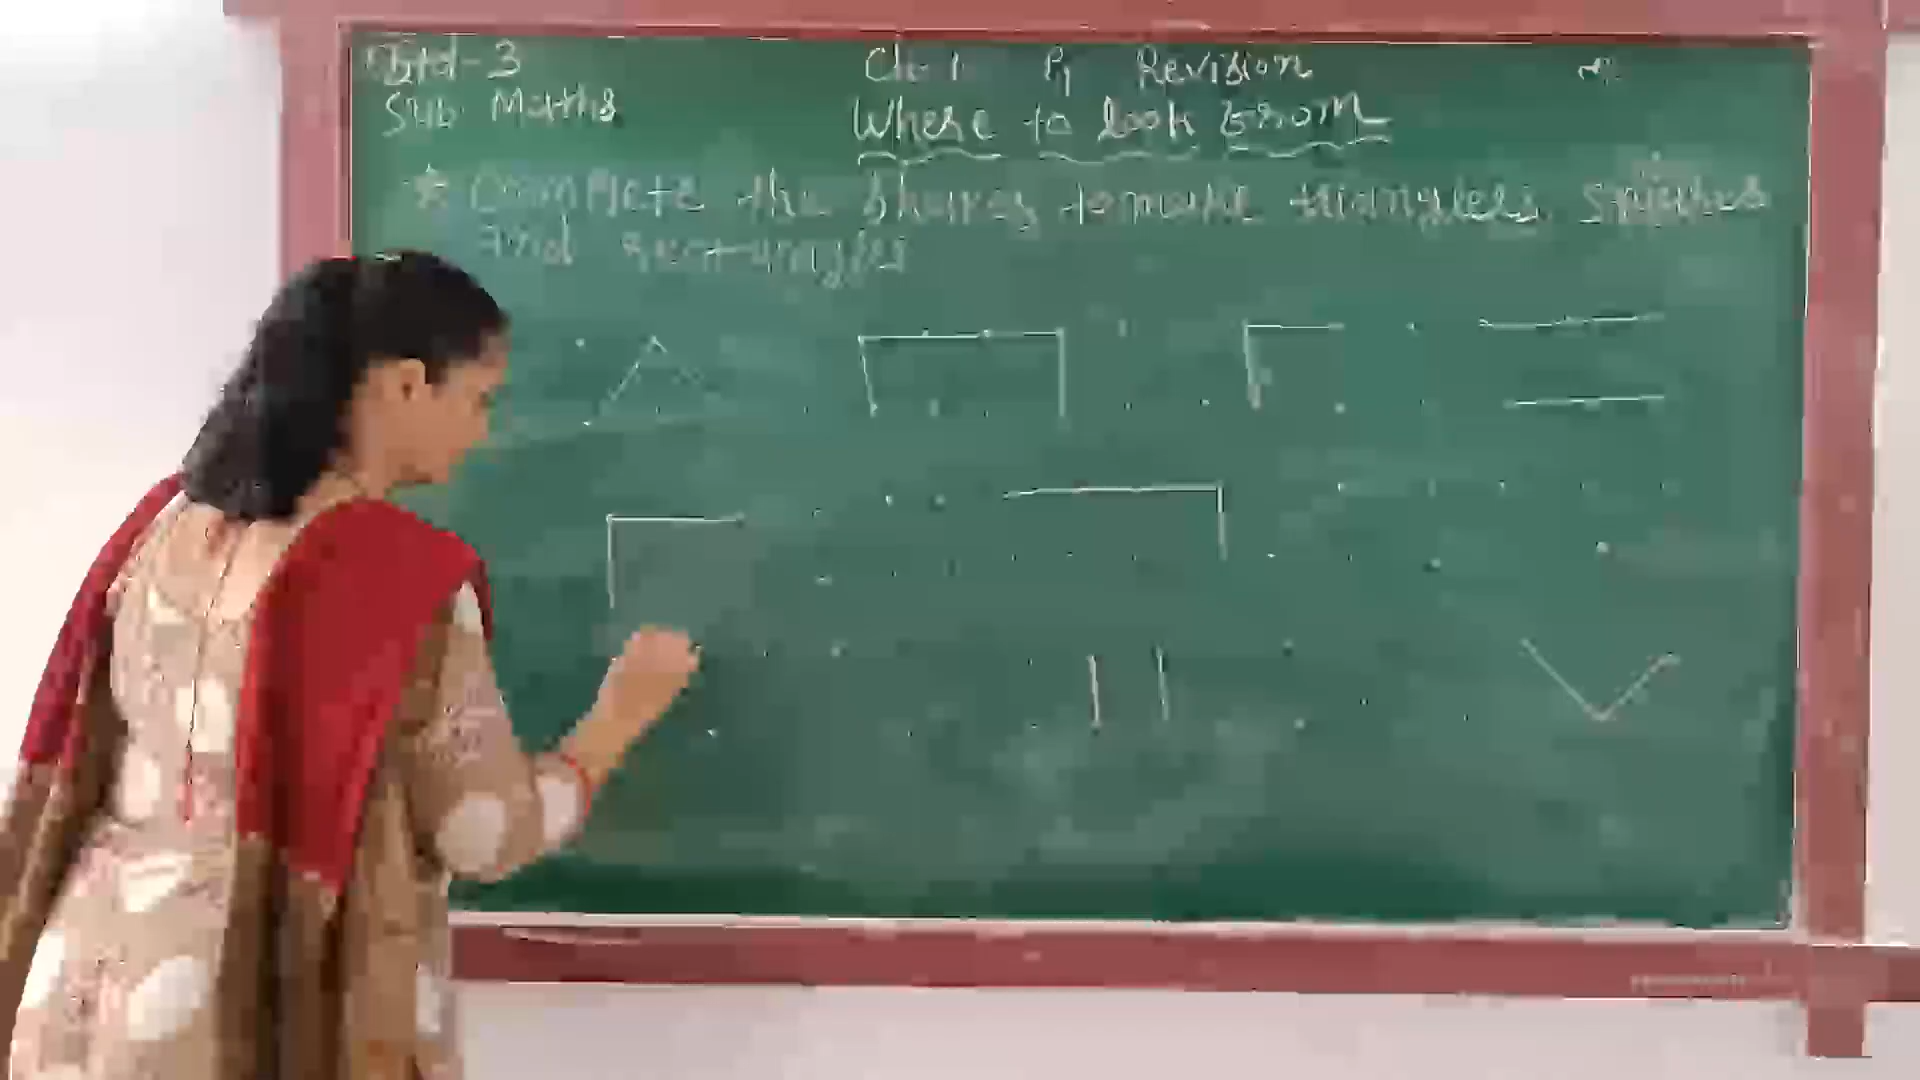 Std-3
Ch-1 P1 Revision
Sub Maths
Where to look from
* Complete the Shapes to make triangles, squares
and rectangles